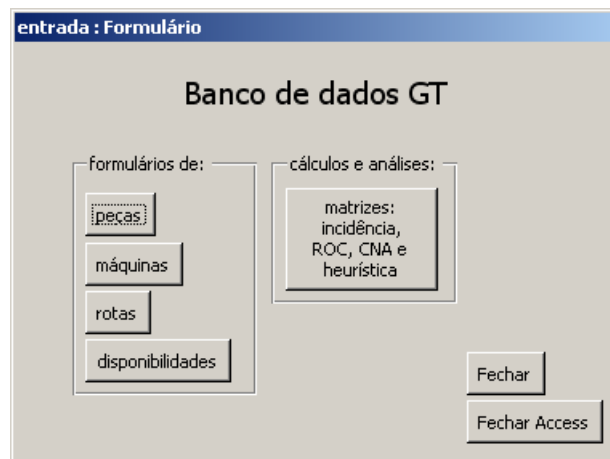 entrada : Formulário
Banco de dados GT
formulários de:
peças
máquinas
rotas
disponibilidades
cálculos e análises:
matrizes:
incidência,
ROC, CNA e
heurística
Fechar
Fechar Access